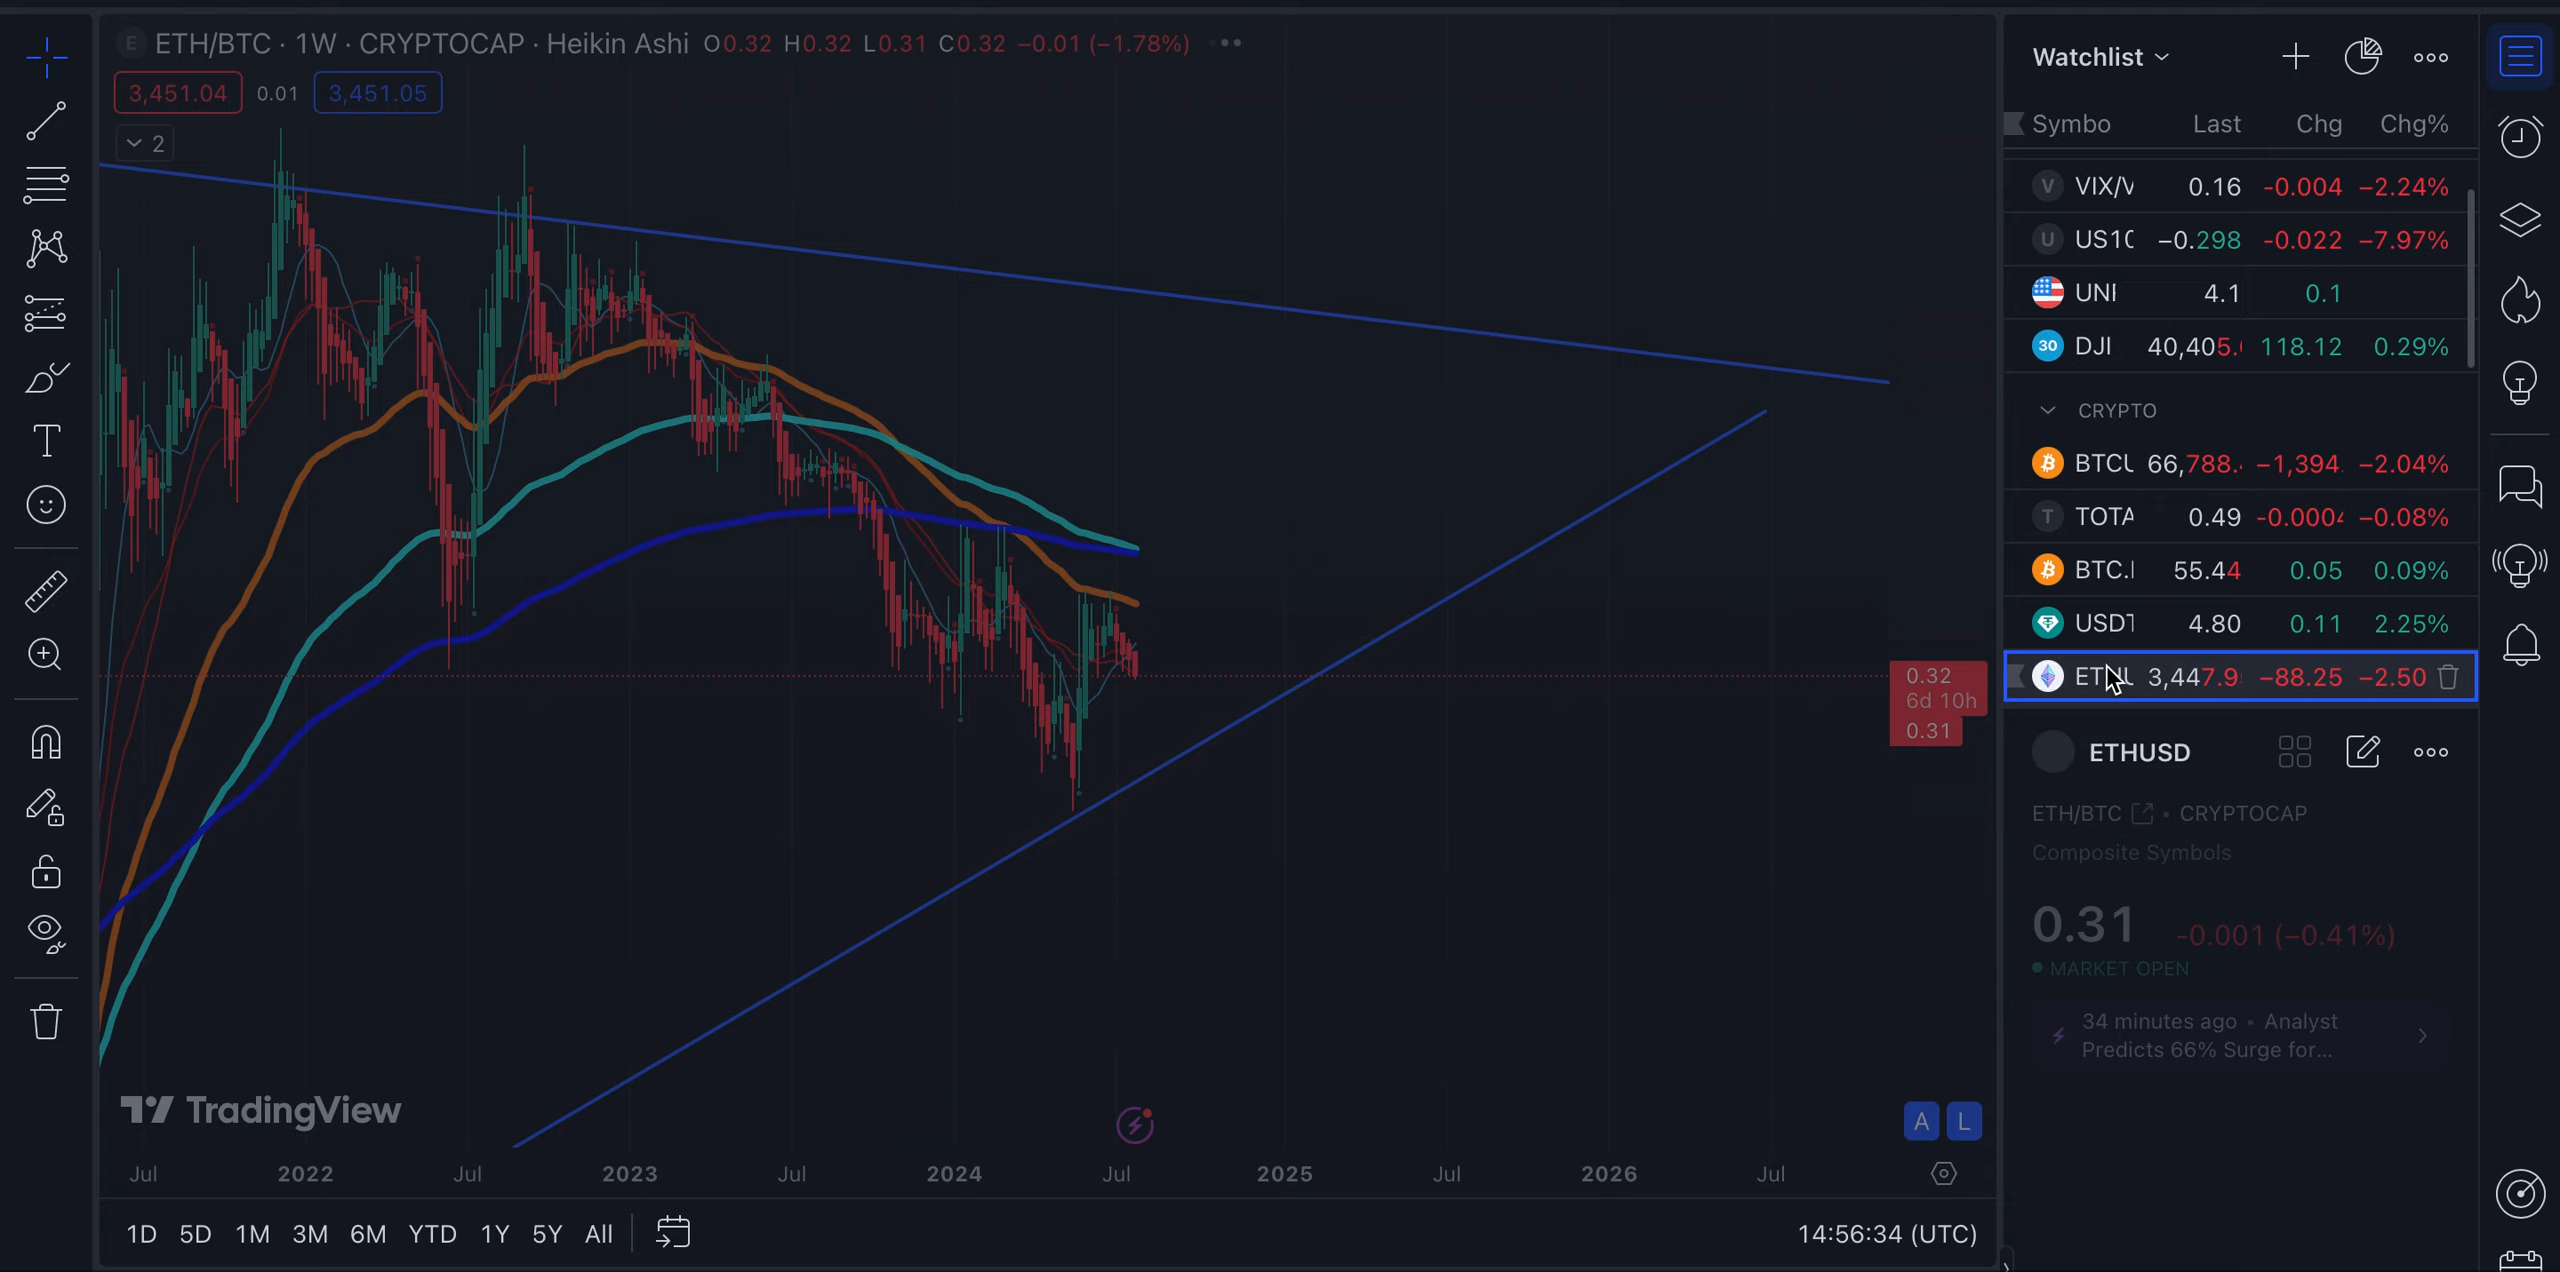 ETH/BTC · 1W · CRYPTOCAP · Heikin Ashi O0.32 H0.32 L0.31 C0.32 −0.01 (−1.78%)
3,451.04 0.01 3,451.05
2
0.32
6d 10h
0.31
TradingView
A L
Jul 2022 Jul 2023 Jul 2024 Jul 2025 Jul 2026 Jul
1D 5D 1M 3M 6M YTD 1Y 5Y All 14:56:34 (UTC)
Watchlist
Symbo Last Chg Chg%
V VIX/V 0.16 -0.004 −2.24%
U US1 −0.298 -0.022 −7.97%
UNI 4.1 0.1
30 DJI 40,405. 118.12 0.29%
CRYPTO
BTCU 66,788. −1,394. −2.04%
T TOTA 0.49 -0.000 −0.08%
BTC. 55.44 0.05 0.09%
USDT 4.80 0.11 2.25%
3,447.9 −88.25 −2.50
ETHUSD
ETH/BTC • CRYPTOCAP
Composite Symbols
0.31 -0.001 (−0.41%)
MARKET OPEN
34 minutes ago • Analyst
Predicts 66% Surge for...